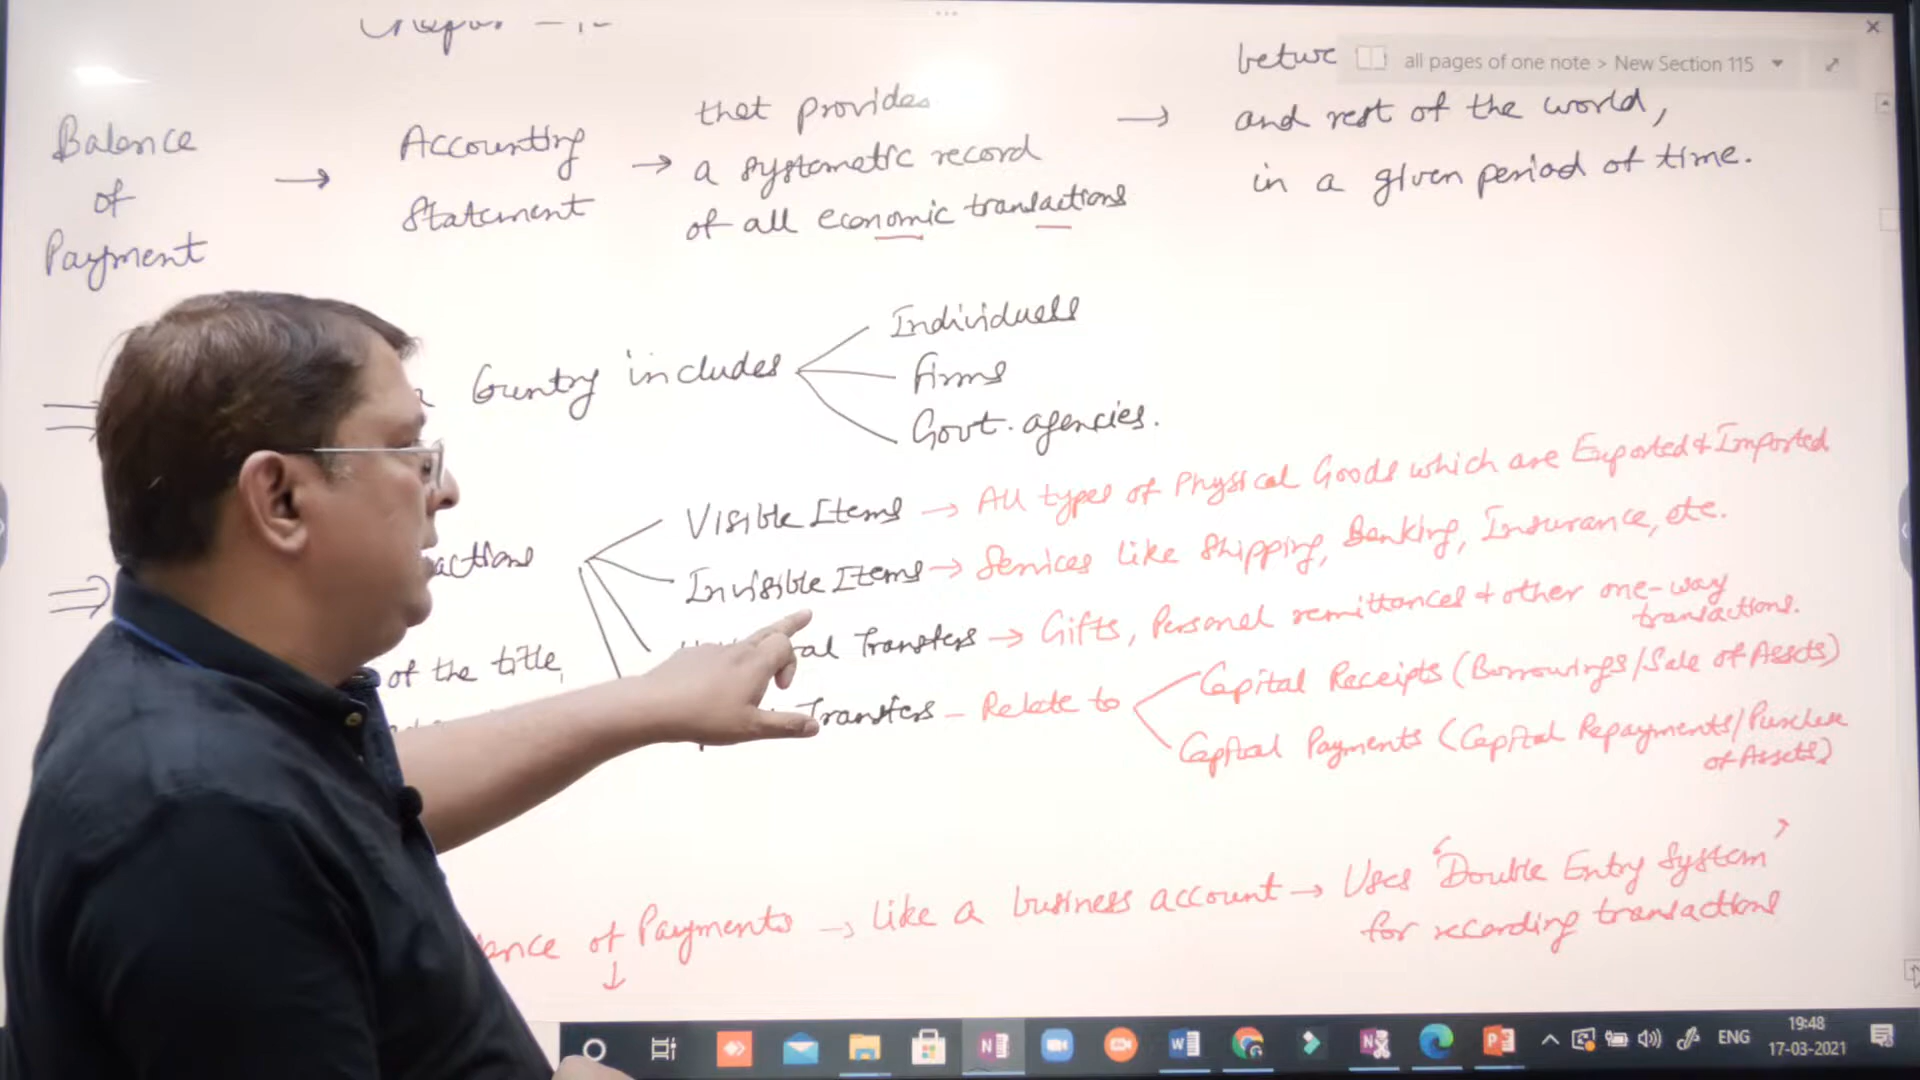 betwe
all pages of one note > New Section 115
Balance
of
Payment
→ Accounting
Statement
→ that provides
a systematic record
of all economic transactions
→ and rest of the world,
in a given period of time.
Country includes
Individuals
Firms
Govt. agencies.
actions
of the title,
Visible Items → All types of Physical Goods which are Exported & Imported
Invisible Items → Services like Shipping, Banking, Insurance, etc.
al Transfers → Gifts, Personal remittances & other one-way
transactions.
Transfers - Relate to
Capital Receipts (Borrowings/Sale of Assets)
Capital Payments (Capital Repayments/Purchase
of Assets)
ance of Payments → like a business account → Uses "Double Entry System"
for recording transactions
ENG
19:48
17-03-2021